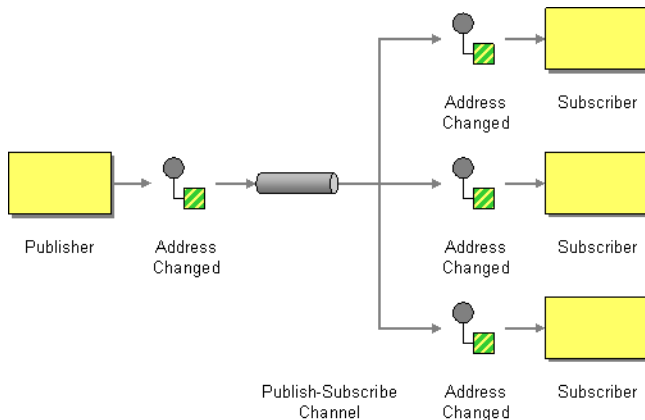 Address
Changed
Subscriber
Publisher
Address
Changed
Address
Changed
Subscriber
Publish-Subscribe
Channel
Address
Changed
Subscriber